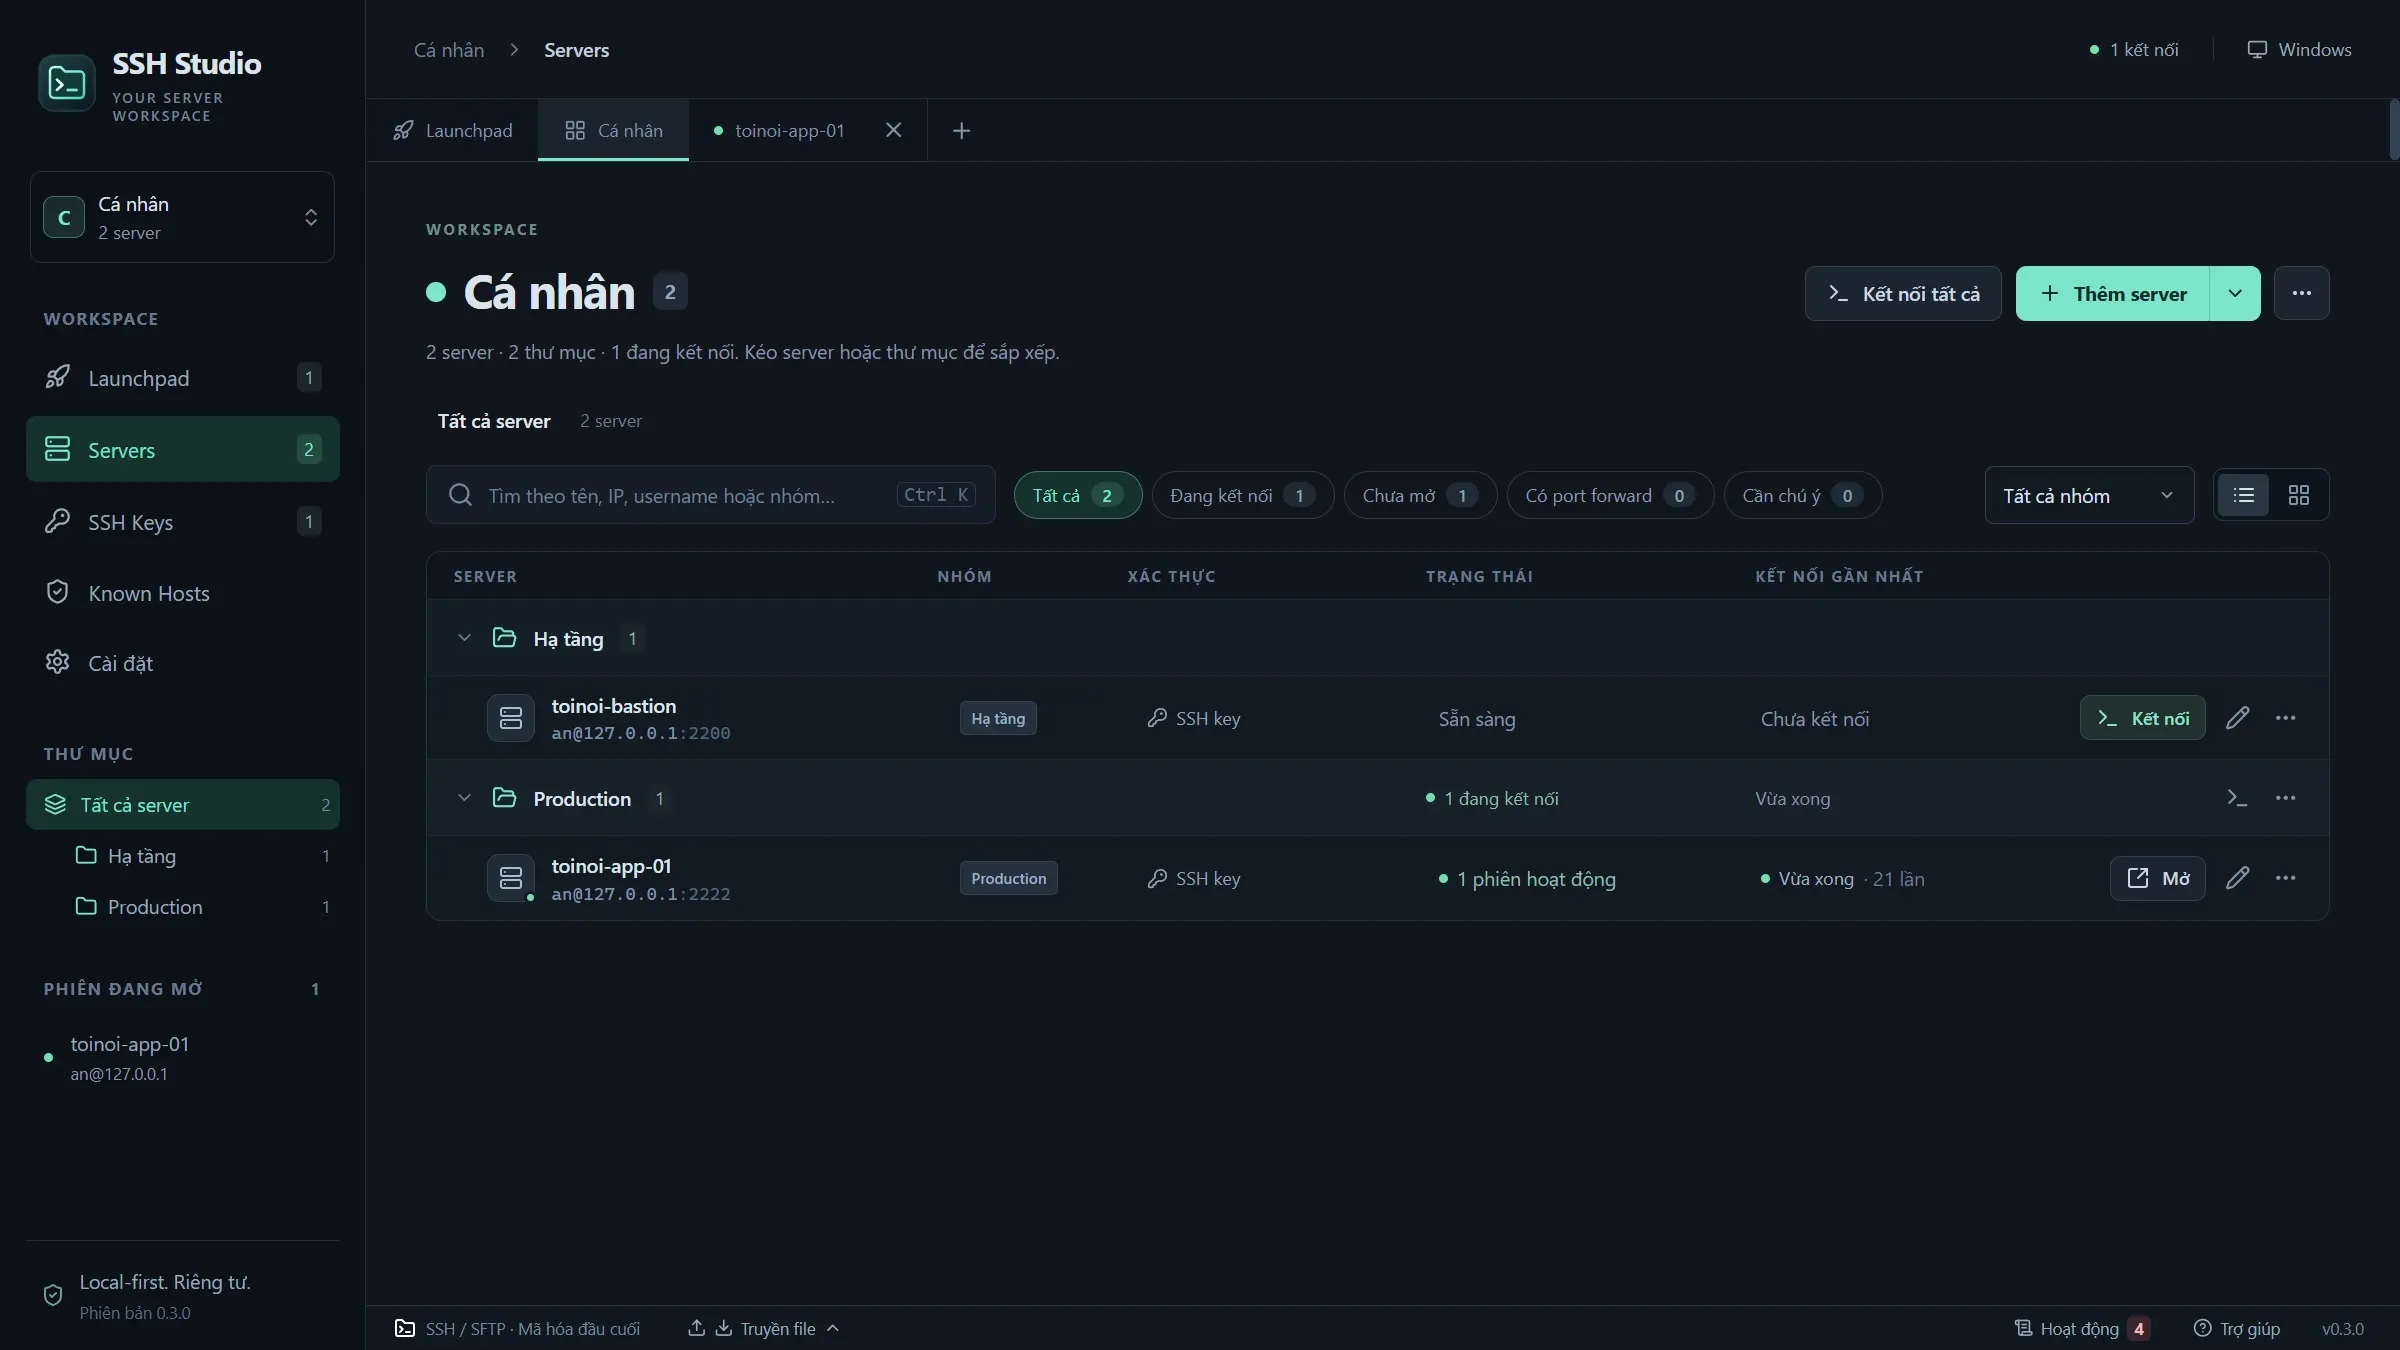 SSH Studio
YOUR SERVER
WORKSPACE
C
Cá nhân
2 server
WORKSPACE
Launchpad 1
Servers 2
SSH Keys 1
Known Hosts
Cài đặt
THƯ MỤC
Tất cả server 2
Hạ tầng 1
Production 1
PHIÊN ĐANG MỞ 1
toinoi-app-01
an@127.0.0.1
Local-first. Riêng tư.
Phiên bản 0.3.0
Cá nhân > Servers
1 kết nối
Windows
Launchpad
Cá nhân
toinoi-app-01
WORKSPACE
Cá nhân 2
2 server · 2 thư mục · 1 đang kết nối. Kéo server hoặc thư mục để sắp xếp.
Kết nối tất cả
Thêm server
Tất cả server 2 server
Tìm theo tên, IP, username hoặc nhóm... Ctrl K
Tất cả 2
Đang kết nối 1
Chưa mở 1
Có port forward 0
Cần chú ý 0
Tất cả nhóm
SERVER NHÓM XÁC THỰC TRẠNG THÁI KẾT NỐI GẦN NHẤT
Hạ tầng 1
toinoi-bastion
an@127.0.0.1:2200
Hạ tầng
SSH key
Sẵn sàng
Chưa kết nối
Kết nối
Production 1
1 đang kết nối
Vừa xong
toinoi-app-01
an@127.0.0.1:2222
Production
SSH key
1 phiên hoạt động
Vừa xong · 21 lần
Mở
SSH / SFTP · Mã hóa đầu cuối
Truyền file
Hoạt động 4
Trợ giúp
v0.3.0